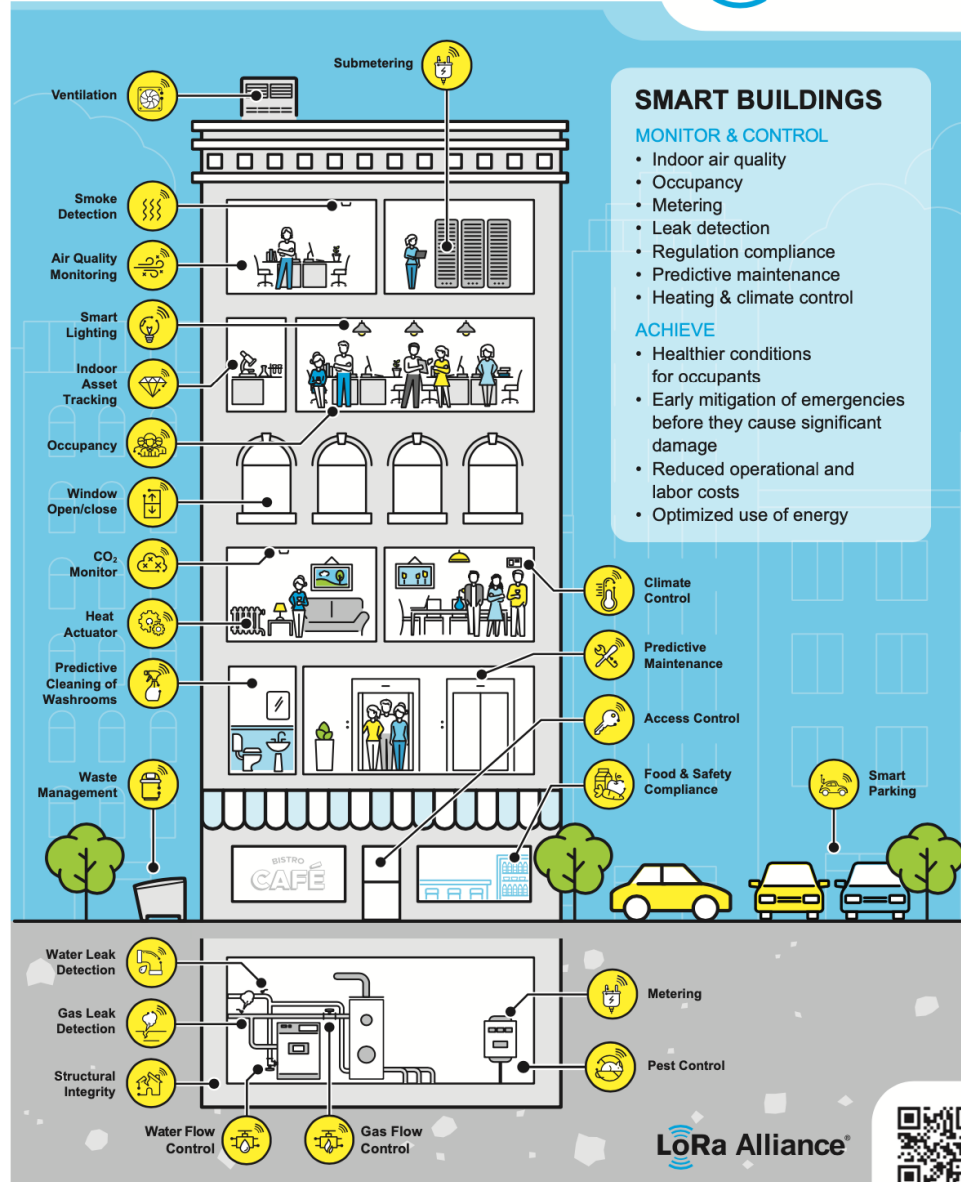 Submetering
Ventilation
SMART BUILDINGS
MONITOR & CONTROL
• Indoor air quality
• Occupancy
• Metering
• Leak detection
• Regulation compliance
• Predictive maintenance
• Heating & climate control
ACHIEVE
• Healthier conditions
for occupants
• Early mitigation of emergencies
before they cause significant
damage
• Reduced operational and
labor costs
• Optimized use of energy
Smoke
Detection
Air Quality
Monitoring
Smart
Lighting
Indoor
Asset
Tracking
Occupancy
Window
Open/close
CO₂
Monitor
Heat
Actuator
Predictive
Cleaning of
Washrooms
Waste
Management
Climate
Control
Predictive
Maintenance
Access Control
Food & Safety
Compliance
Smart
Parking
BISTRO
CAFÉ
Water Leak
Detection
Gas Leak
Detection
Structural
Integrity
Water Flow
Control
Gas Flow
Control
Metering
Pest Control
LoRa Alliance®